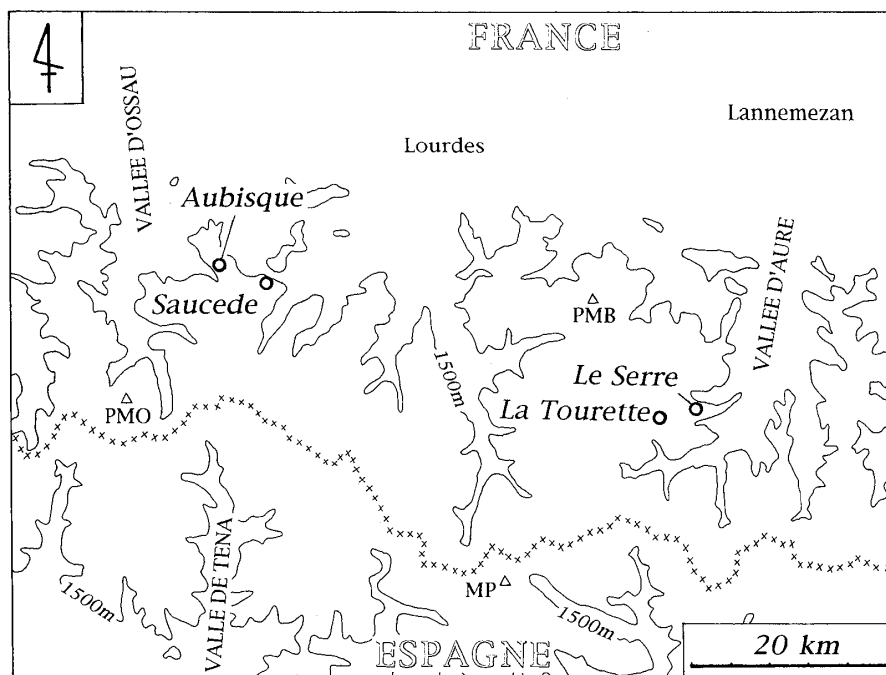 FRANCE
Lannemezan
Lourdes
VALLEE D'OSSAU
Aubisque
VALLEE D'AURE
Saucede
PMB
1500m
Le Serre
PMO
La Tourette
VALLE DE TENA
MP
1500m
1500m
ESPAGNE
20 km